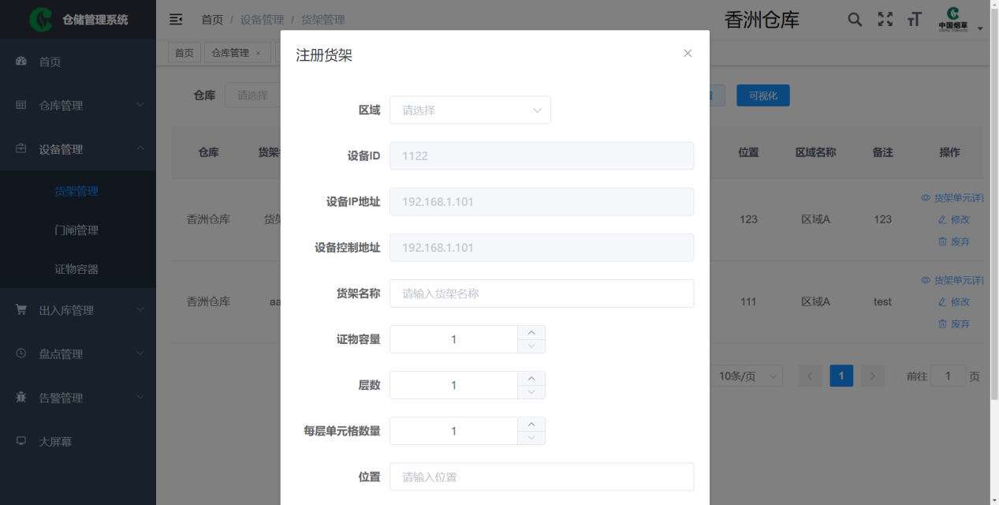 仓储管理系统
首页 / 设备管理 / 货架管理
香洲仓库
中国烟草
首页
仓库管理 ×
首页
仓库管理
设备管理
货架管理
门闸管理
证物容器
出入库管理
盘点管理
告警管理
大屏幕
仓库 请选择
可视化
仓库 货架 位置 区域名称 备注 操作
香洲仓库 货架 123 区域A 123
货架单元详
修改
废弃
香洲仓库 aa 111 区域A test
货架单元详
修改
废弃
10条/页 1 前往 1 页
注册货架
区域 请选择
设备ID 1122
设备IP地址 192.168.1.101
设备控制地址 192.168.1.101
货架名称 请输入货架名称
证物容量 1
层数 1
每层单元格数量 1
位置 请输入位置